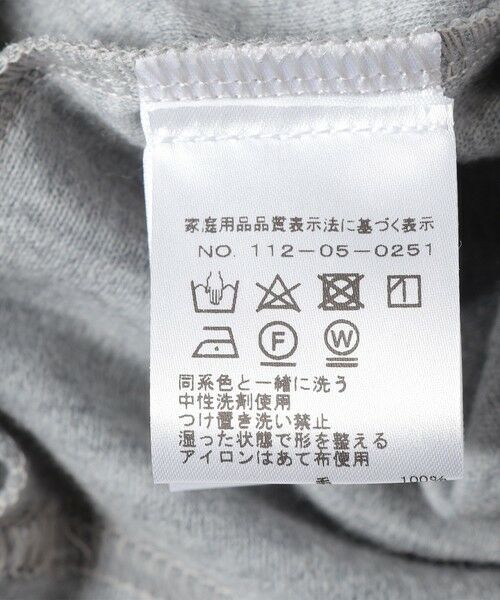 家庭用品品質表示法に基づく表示
NO. 112-05-0251
F W
同系色と一緒に洗う
中性洗剤使用
つけ置き洗い禁止
湿った状態で形を整える
アイロンはあて布使用
100%